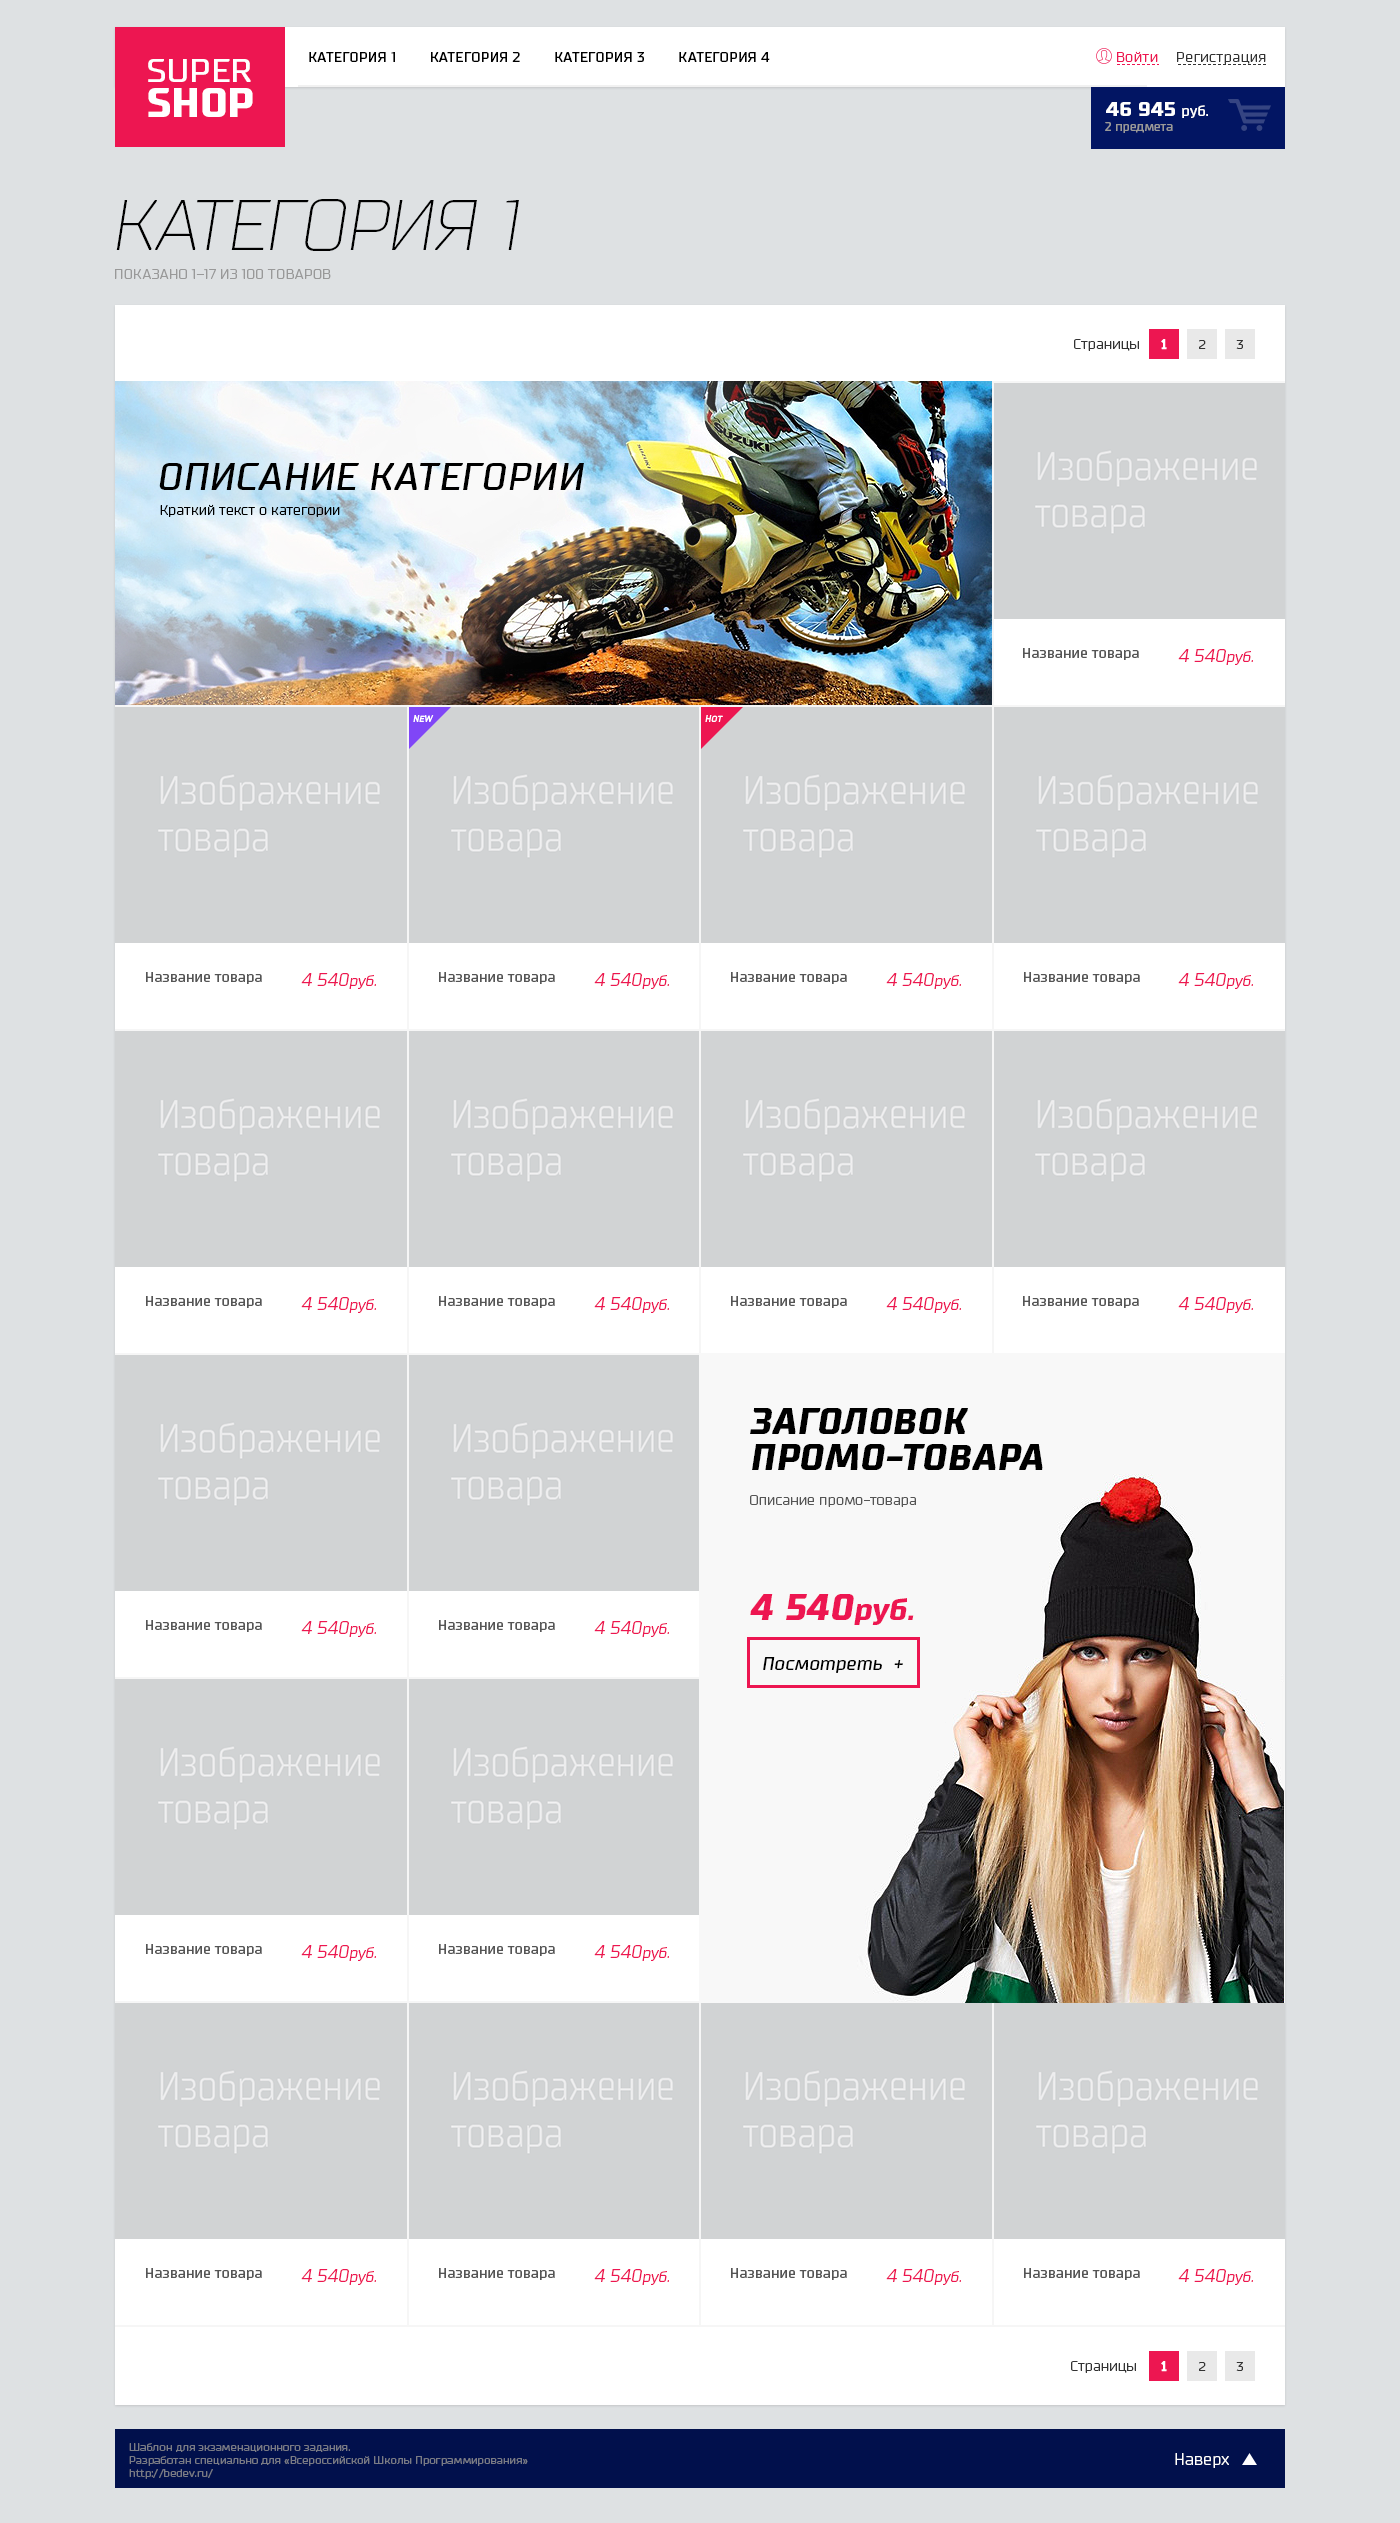 SUPER
SHOP
КАТЕГОРИЯ 1
КАТЕГОРИЯ 2
КАТЕГОРИЯ 3
КАТЕГОРИЯ 4
Войти
Регистрация
46 945 руб.
2 предмета
КАТЕГОРИЯ 1
ПОКАЗАНО 1–17 ИЗ 100 ТОВАРОВ
Страницы 1 2 3
ОПИСАНИЕ КАТЕГОРИИ
Краткий текст о категории
SUZUKI
Изображение
товара
Название товара 4 540руб.
Изображение
товара
Название товара 4 540руб.
NEW
Изображение
товара
Название товара 4 540руб.
HOT
Изображение
товара
Название товара 4 540руб.
Изображение
товара
Название товара 4 540руб.
Изображение
товара
Название товара 4 540руб.
Изображение
товара
Название товара 4 540руб.
Изображение
товара
Название товара 4 540руб.
Изображение
товара
Название товара 4 540руб.
Изображение
товара
Название товара 4 540руб.
Изображение
товара
Название товара 4 540руб.
ЗАГОЛОВОК
ПРОМО-ТОВАРА
Описание промо-товара
4 540руб.
Посмотреть +
Изображение
товара
Название товара 4 540руб.
Изображение
товара
Название товара 4 540руб.
Изображение
товара
Название товара 4 540руб.
Изображение
товара
Название товара 4 540руб.
Изображение
товара
Название товара 4 540руб.
Изображение
товара
Название товара 4 540руб.
Страницы 1 2 3
Шаблон для экзаменационного задания.
Разработан специально для «Всероссийской Школы Программирования»
http://bedev.ru/
Наверх